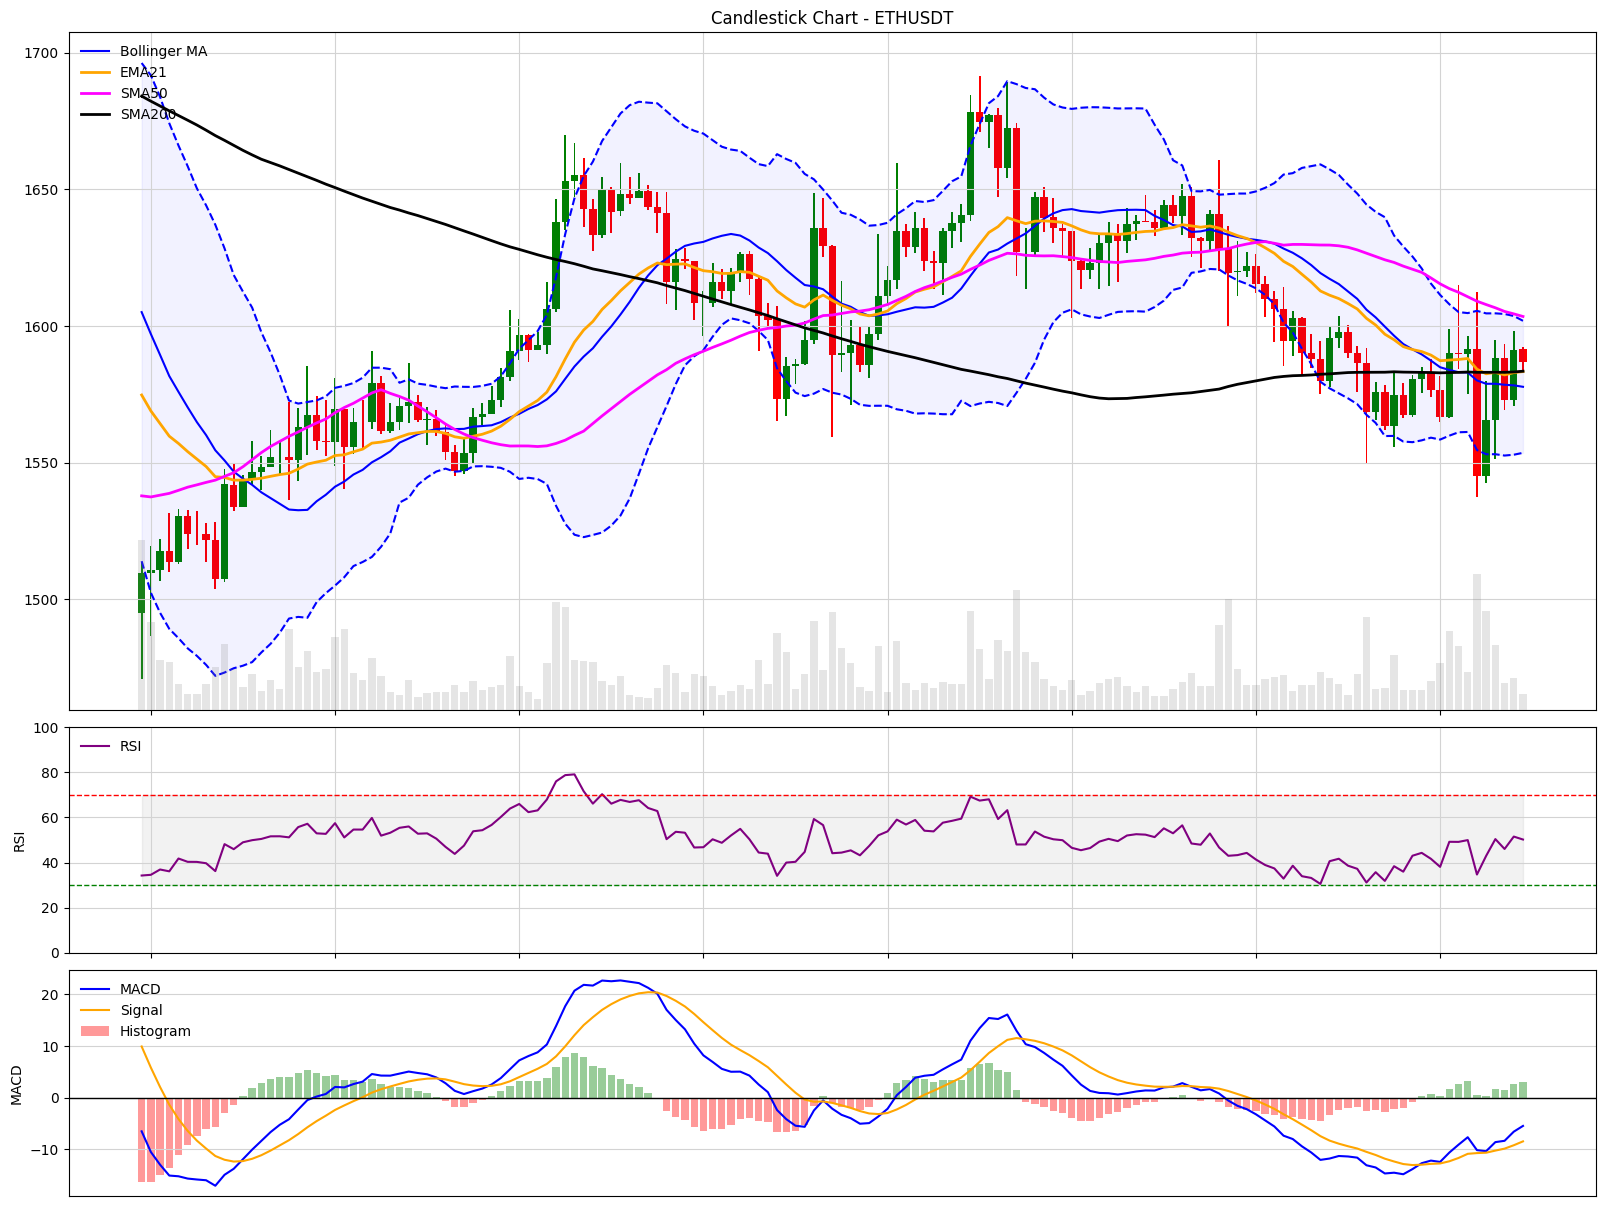 Candlestick Chart - ETHUSDT
1700
1650
1600
1550
1500
Bollinger MA
EMA21
SMA50
SMA200
100
80
60
40
20
0
RSI
RSI
20
10
0
−10
MACD
MACD
Signal
Histogram